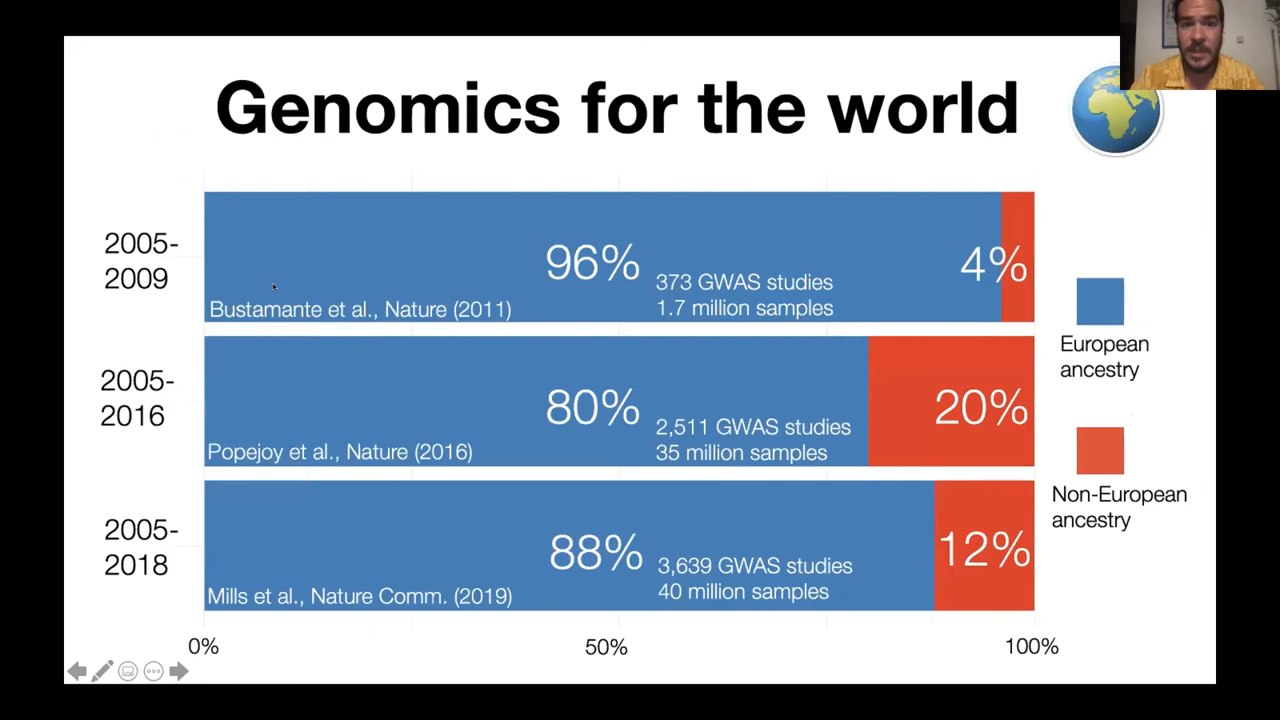 Genomics for the world
2005-
2009
96%
373 GWAS studies
1.7 million samples
4%
Bustamante et al., Nature (2011)
2005-
2016
80%
2,511 GWAS studies
35 million samples
20%
Popejoy et al., Nature (2016)
2005-
2018
88%
3,639 GWAS studies
40 million samples
12%
Mills et al., Nature Comm. (2019)
0%
50%
100%
European
ancestry
Non-European
ancestry